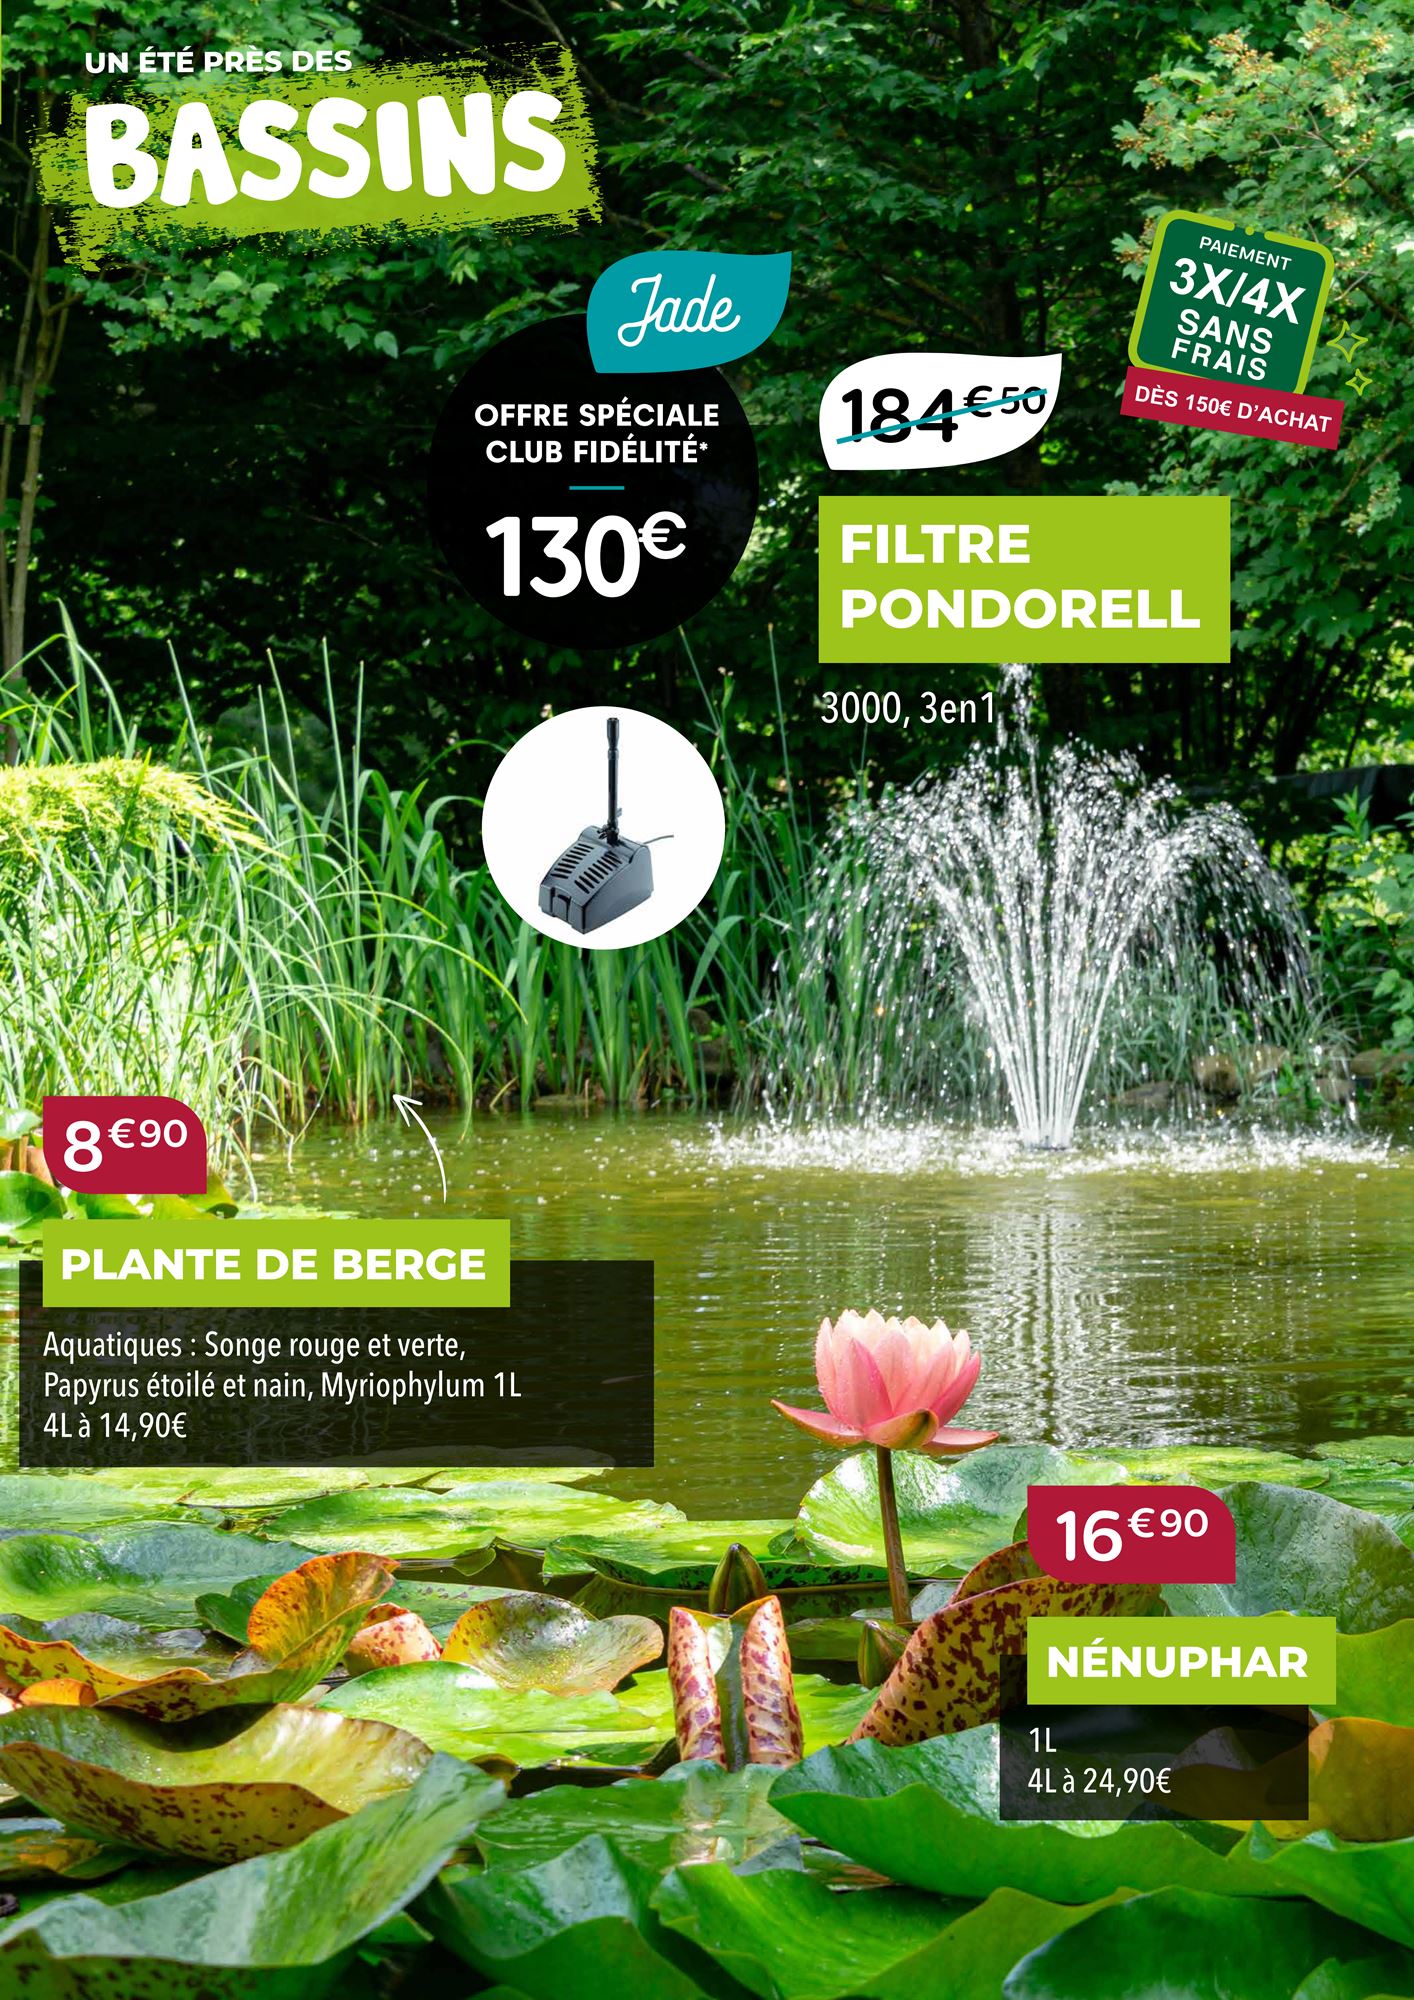 UN ÉTÉ PRÈS DES
BASSINS
Jade
OFFRE SPÉCIALE
CLUB FIDÉLITÉ*
130€
184€50
PAIEMENT
3X/4X
SANS
FRAIS
DÈS 150€ D'ACHAT
FILTRE
PONDORELL
3000, 3en1
8€90
PLANTE DE BERGE
Aquatiques : Songe rouge et verte,
Papyrus étoilé et nain, Myriophylum 1L
4L à 14,90€
16€90
NÉNUPHAR
1L
4L à 24,90€